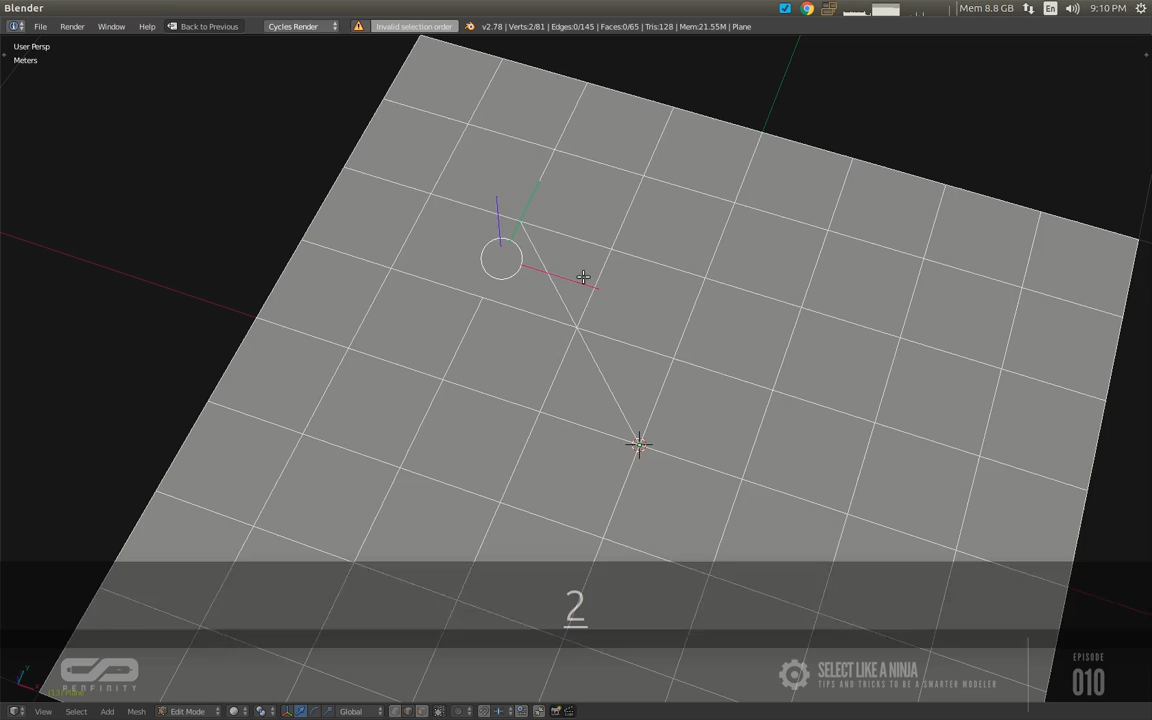 Blender
Mem 8.8 GB
En
9:10 PM
File
Render
Window
Help
Back to Previous
Cycles Render
Invalid selection order
v2.78 | Verts:2/81 | Edges:0/145 | Faces:0/65 | Tris:128 | Mem:21.55M | Plane
User Persp
Meters
2
PENFINITY
SELECT LIKE A NINJA
TIPS AND TRICKS TO BE A SMARTER MODELER
EPISODE
010
View
Select
Add
Mesh
Edit Mode
Global